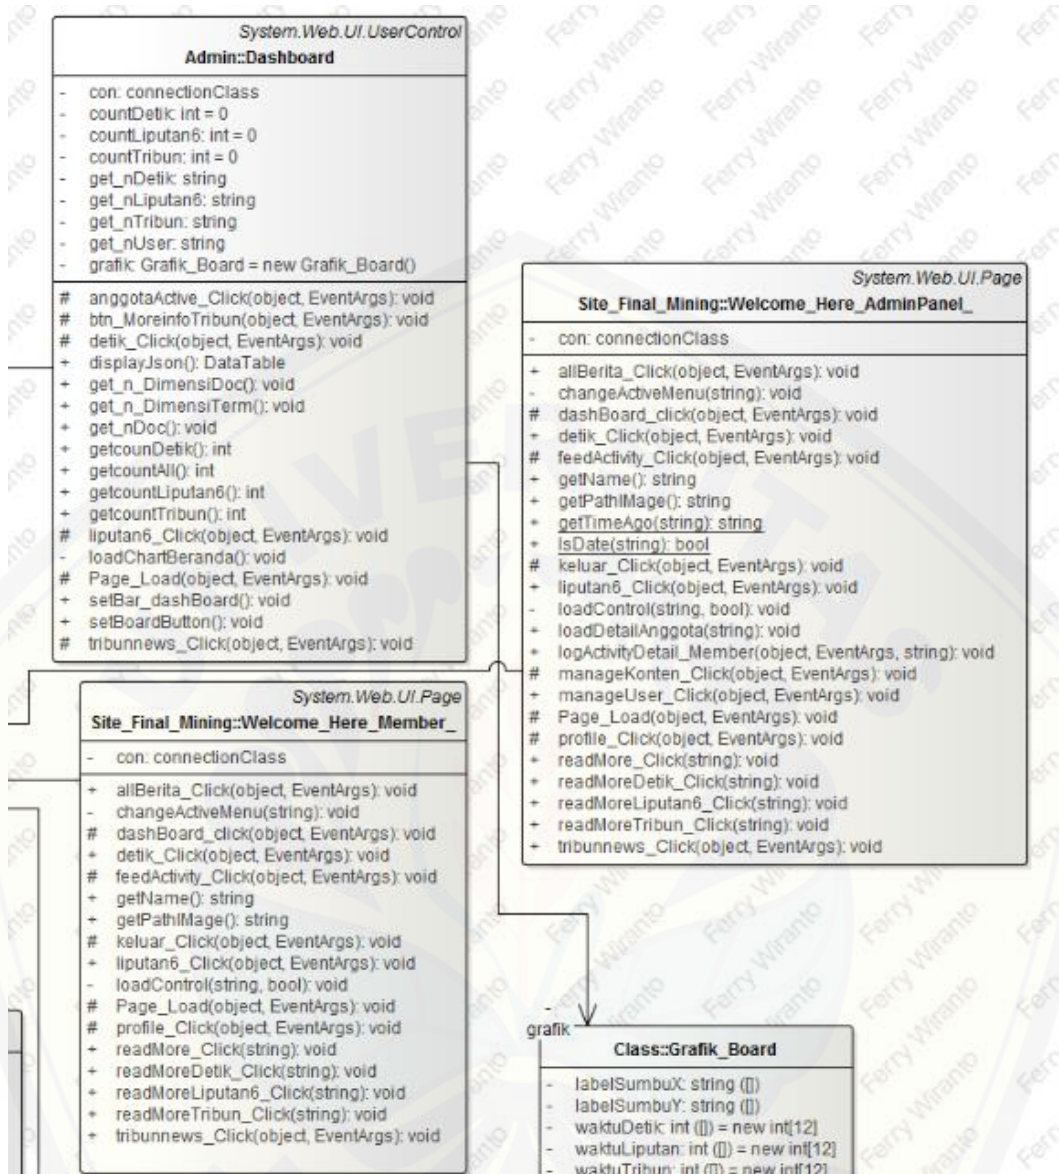 System.Web.UI.UserControl
Admin::Dashboard
- con: connectionClass
- countDetik: int = 0
- countLiputan6: int = 0
- countTribun: int = 0
- get_nDetik: string
- get_nLiputan6: string
- get_nTribun: string
- get_nUser: string
- grafik: Grafik_Board = new Grafik_Board()
# anggotaActive_Click(object, EventArgs): void
# btn_MoreinfoTribun(object, EventArgs): void
# detik_Click(object, EventArgs): void
+ displayJson(): DataTable
+ get_n_DimensiDoc(): void
+ get_n_DimensiTerm(): void
+ get_nDoc(): void
+ getcounDetik(): int
+ getcountAll(): int
+ getcountLiputan6(): int
+ getcountTribun(): int
# liputan6_Click(object, EventArgs): void
- loadChartBeranda(): void
# Page_Load(object, EventArgs): void
+ setBar_dashBoard(): void
+ setBoardButton(): void
# tribunnews_Click(object, EventArgs): void
System.Web.UI.Page
Site_Final_Mining::Welcome_Here_AdminPanel_
- con: connectionClass
+ allBerita_Click(object, EventArgs): void
- changeActiveMenu(string): void
# dashBoard_click(object, EventArgs): void
+ detik_Click(object, EventArgs): void
# feedActivity_Click(object, EventArgs): void
+ getName(): string
+ getPathIMage(): string
+ getTimeAgo(string): string
+ IsDate(string): bool
# keluar_Click(object, EventArgs): void
+ liputan6_Click(object, EventArgs): void
- loadControl(string, bool): void
+ loadDetailAnggota(string): void
+ logActivityDetail_Member(object, EventArgs, string): void
# manageKonten_Click(object, EventArgs): void
+ manageUser_Click(object, EventArgs): void
# Page_Load(object, EventArgs): void
# profile_Click(object, EventArgs): void
+ readMore_Click(string): void
+ readMoreDetik_Click(string): void
+ readMoreLiputan6_Click(string): void
+ readMoreTribun_Click(string): void
+ tribunnews_Click(object, EventArgs): void
System.Web.UI.Page
Site_Final_Mining::Welcome_Here_Member_
- con: connectionClass
+ allBerita_Click(object, EventArgs): void
- changeActiveMenu(string): void
# dashBoard_click(object, EventArgs): void
+ detik_Click(object, EventArgs): void
# feedActivity_Click(object, EventArgs): void
+ getName(): string
+ getPathIMage(): string
# keluar_Click(object, EventArgs): void
+ liputan6_Click(object, EventArgs): void
- loadControl(string, bool): void
# Page_Load(object, EventArgs): void
# profile_Click(object, EventArgs): void
+ readMore_Click(string): void
+ readMoreDetik_Click(string): void
+ readMoreLiputan6_Click(string): void
+ readMoreTribun_Click(string): void
+ tribunnews_Click(object, EventArgs): void
-
grafik
Class::Grafik_Board
- labelSumbuX: string ([])
- labelSumbuY: string ([])
- waktuDetik: int ([]) = new int[12]
- waktuLiputan: int ([]) = new int[12]
- waktuTribun: int ([]) = new int[12]
Ferry Wiranto